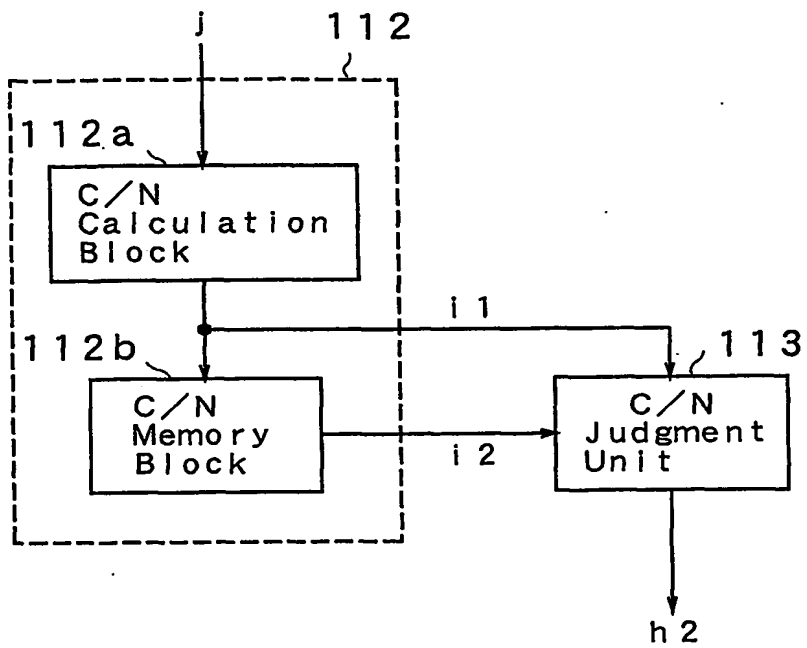 j
112
112a
C/N
Calculation
Block
i1
112b
113
C/N
Memory
Block
i2
C/N
Judgment
Unit
h2